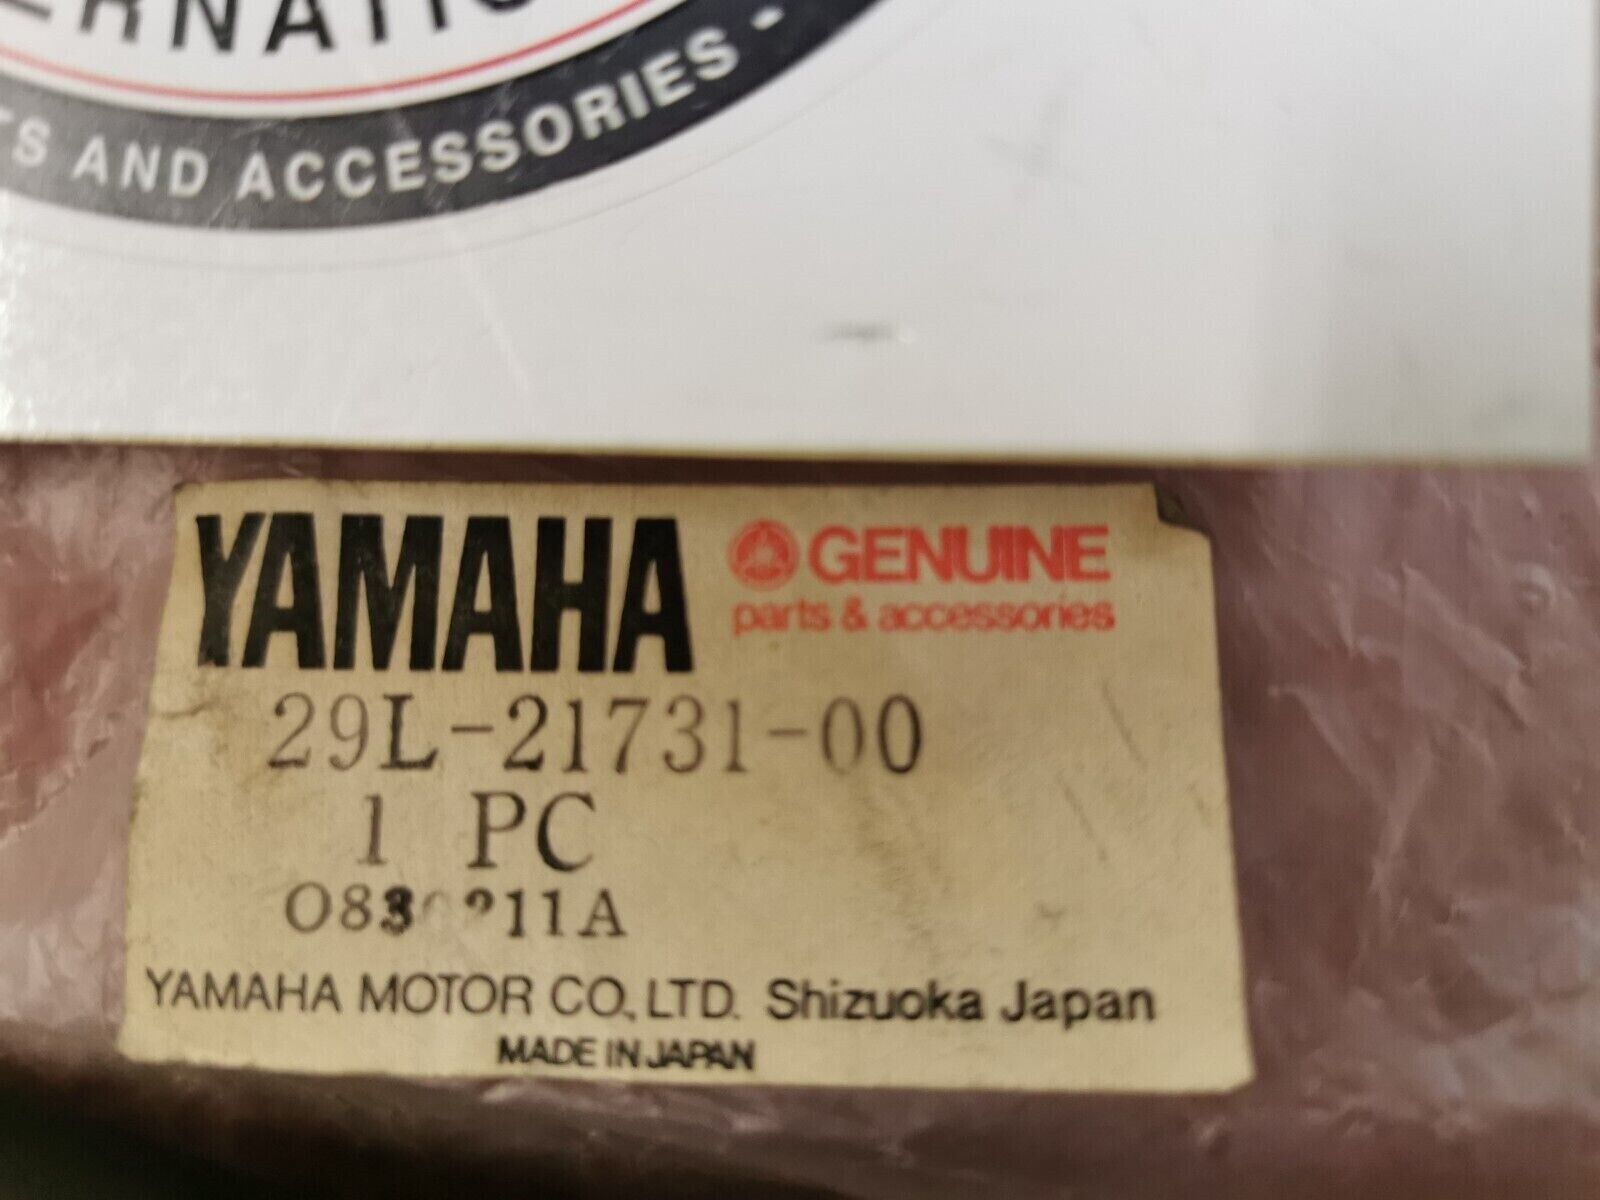 ERNATIO
TS AND ACCESSORIES -
YAMAHA GENUINE
parts & accessories
29L-21731-00
1 PC
YAMAHA MOTOR CO., LTD. Shizuoka Japan
MADE IN JAPAN